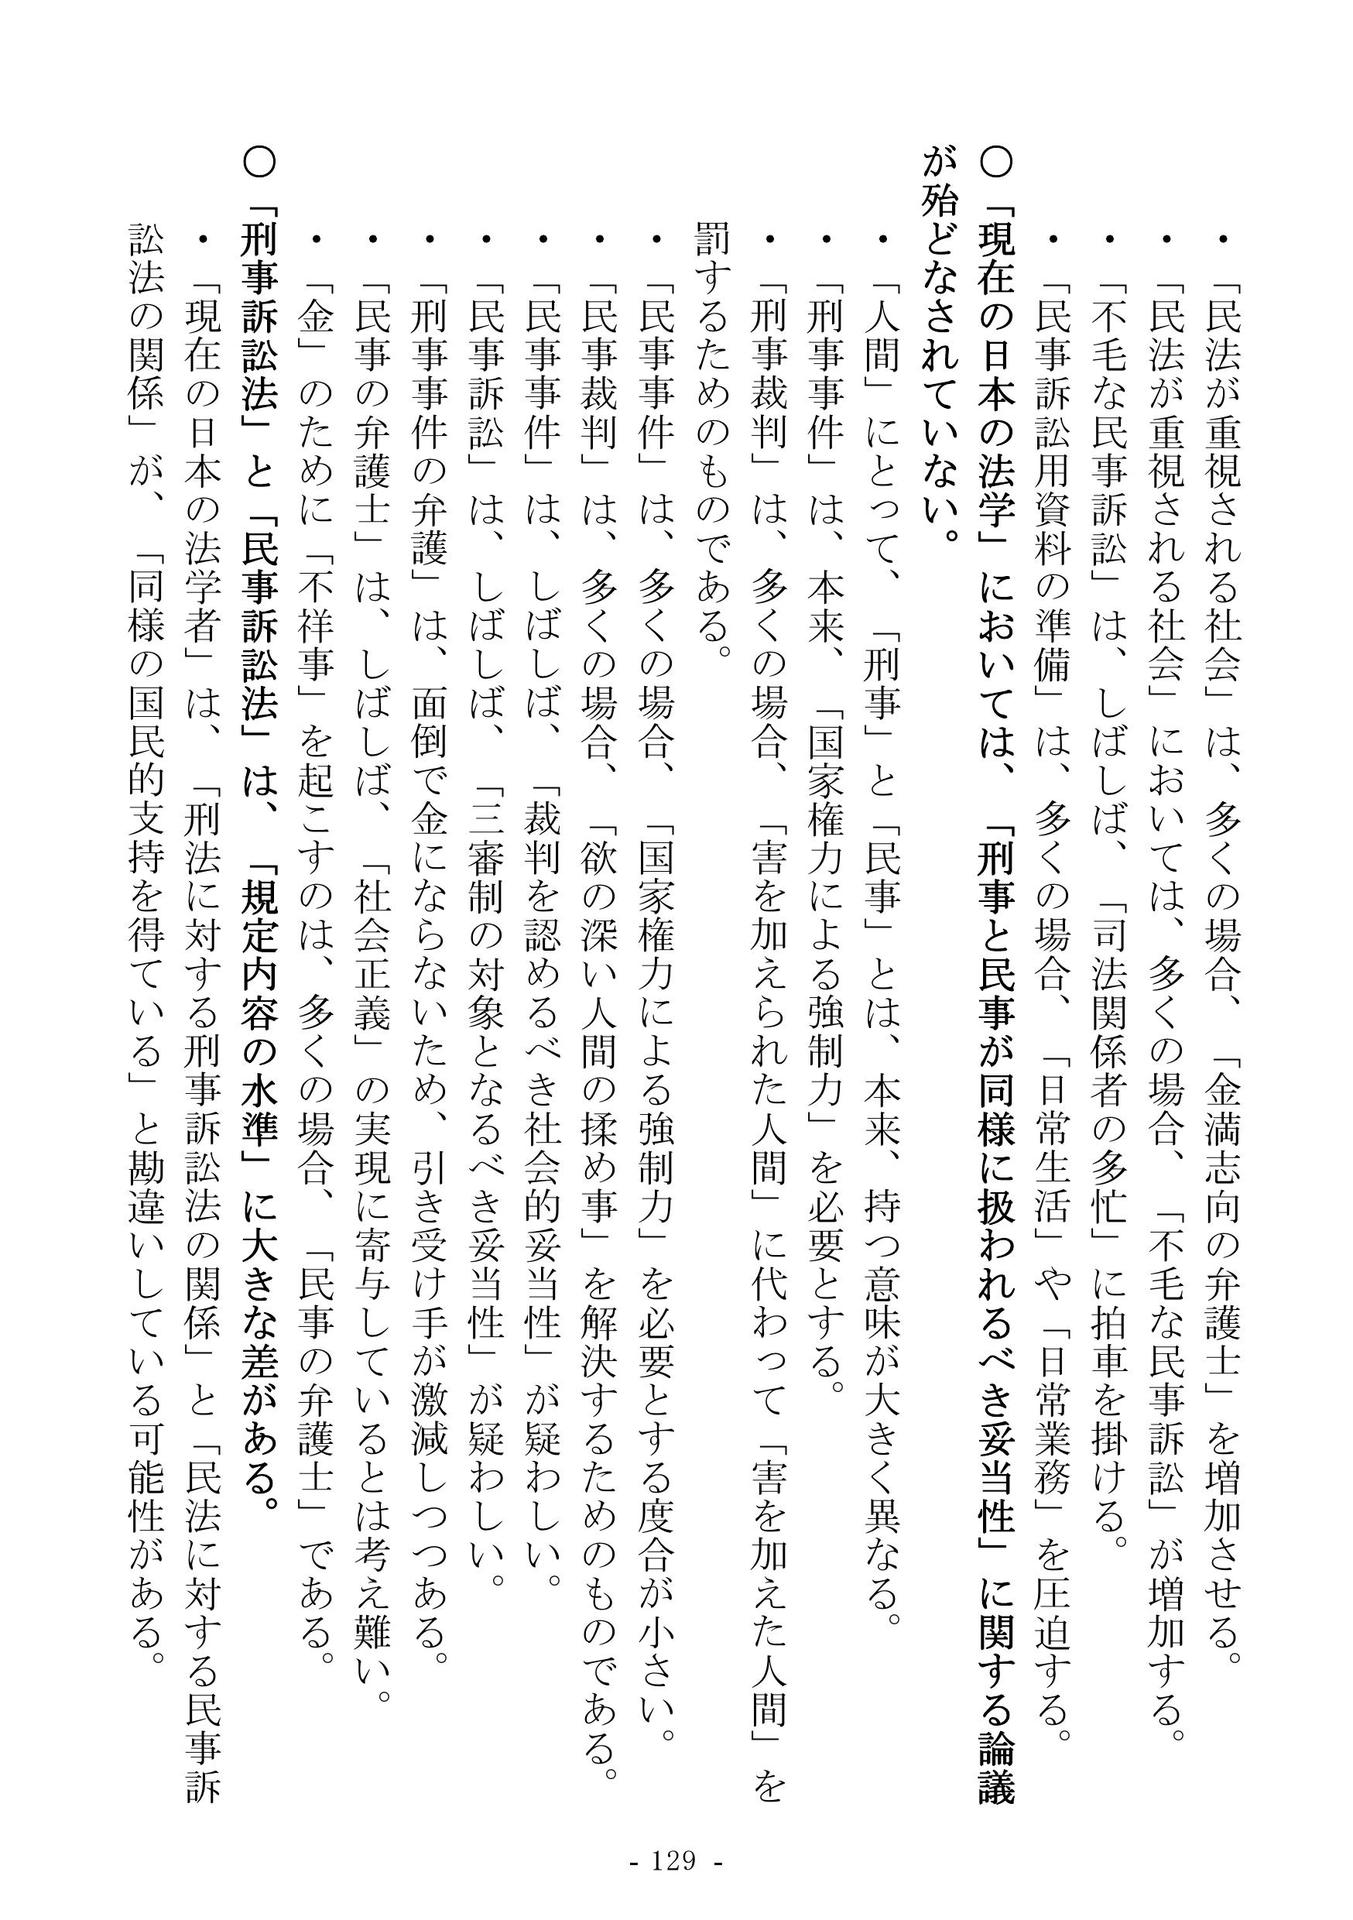 ・「民法が重視される社会」は、多くの場合、「金満志向の弁護士」を増加させる。
・「民法が重視される社会」においては、多くの場合、「不毛な民事訴訟」が増加する。
・「不毛な民事訴訟」は、しばしば、「司法関係者の多忙」に拍車を掛ける。
・「民事訴訟用資料の準備」は、多くの場合、「日常生活」や「日常業務」を圧迫する。
○「現在の日本の法学」においては、「刑事と民事が同様に扱われるべき妥当性」に関する論議
が殆どなされていない。
・「人間」にとって、「刑事」と「民事」とは、本来、持つ意味が大きく異なる。
・「刑事事件」は、本来、「国家権力による強制力」を必要とする。
・「刑事裁判」は、多くの場合、「害を加えられた人間」に代わって「害を加えた人間」を
罰するためのものである。
・「民事事件」は、多くの場合、「国家権力による強制力」を必要とする度合が小さい。
・「民事裁判」は、多くの場合、「欲の深い人間の揉め事」を解決するためのものである。
・「民事事件」は、しばしば、「裁判を認めるべき社会的妥当性」が疑わしい。
・「民事訴訟」は、しばしば、「三審制の対象となるべき妥当性」が疑わしい。
・「刑事事件の弁護」は、面倒で金にならないため、引き受け手が激減しつつある。
・「民事の弁護士」は、しばしば、「社会正義」の実現に寄与しているとは考え難い。
・「金」のために「不祥事」を起こすのは、多くの場合、「民事の弁護士」である。
○「刑事訴訟法」と「民事訴訟法」は、「規定内容の水準」に大きな差がある。
・「現在の日本の法学者」は、「刑法に対する刑事訴訟法の関係」と「民法に対する民事訴
訟法の関係」が、「同様の国民的支持を得ている」と勘違いしている可能性がある。
- 129 -